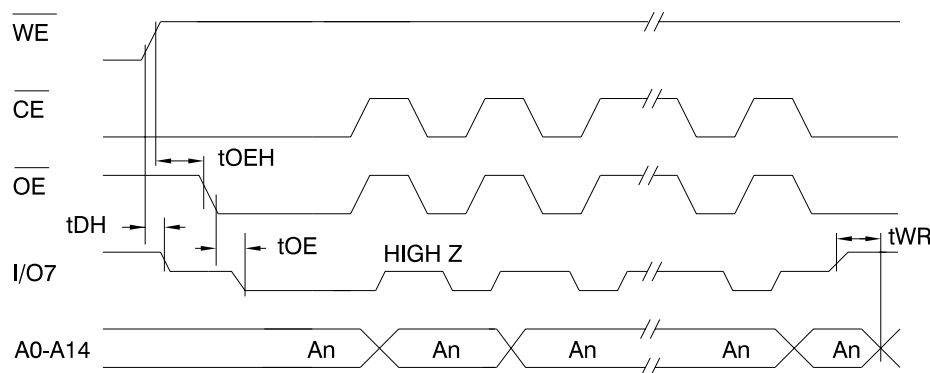 WE
CE
tOEH
OE
tDH
tOE
tWR
HIGH Z
I/O7
A0-A14
An An An An An